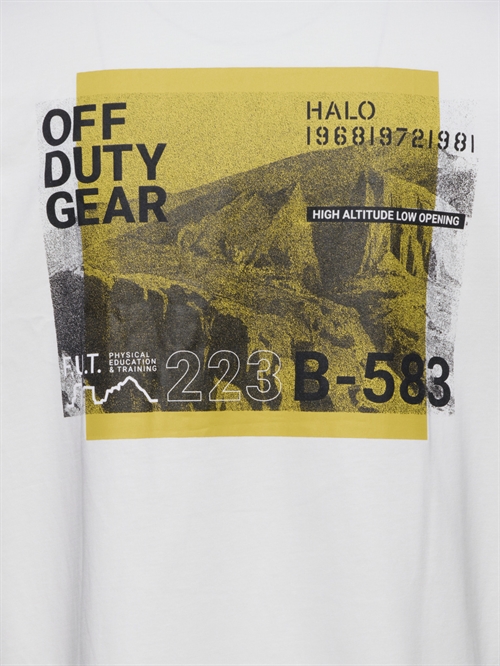 OFF
DUTY
GEAR
HALO
1968|1972|1981
HIGH ALTITUDE LOW OPENING
PHYSICAL
EDUCATION
& TRAINING
223
B-583